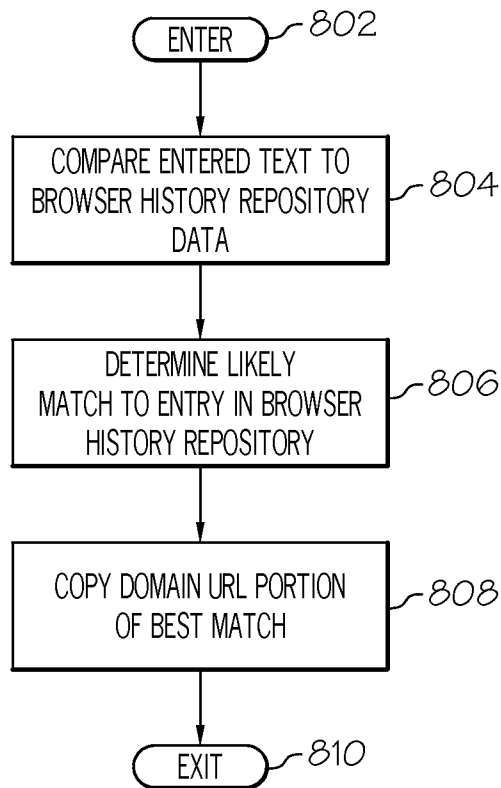 ENTER
802
COMPARE ENTERED TEXT TO
BROWSER HISTORY REPOSITORY
DATA
804
DETERMINE LIKELY
MATCH TO ENTRY IN BROWSER
HISTORY REPOSITORY
806
COPY DOMAIN URL PORTION
OF BEST MATCH
808
EXIT
810